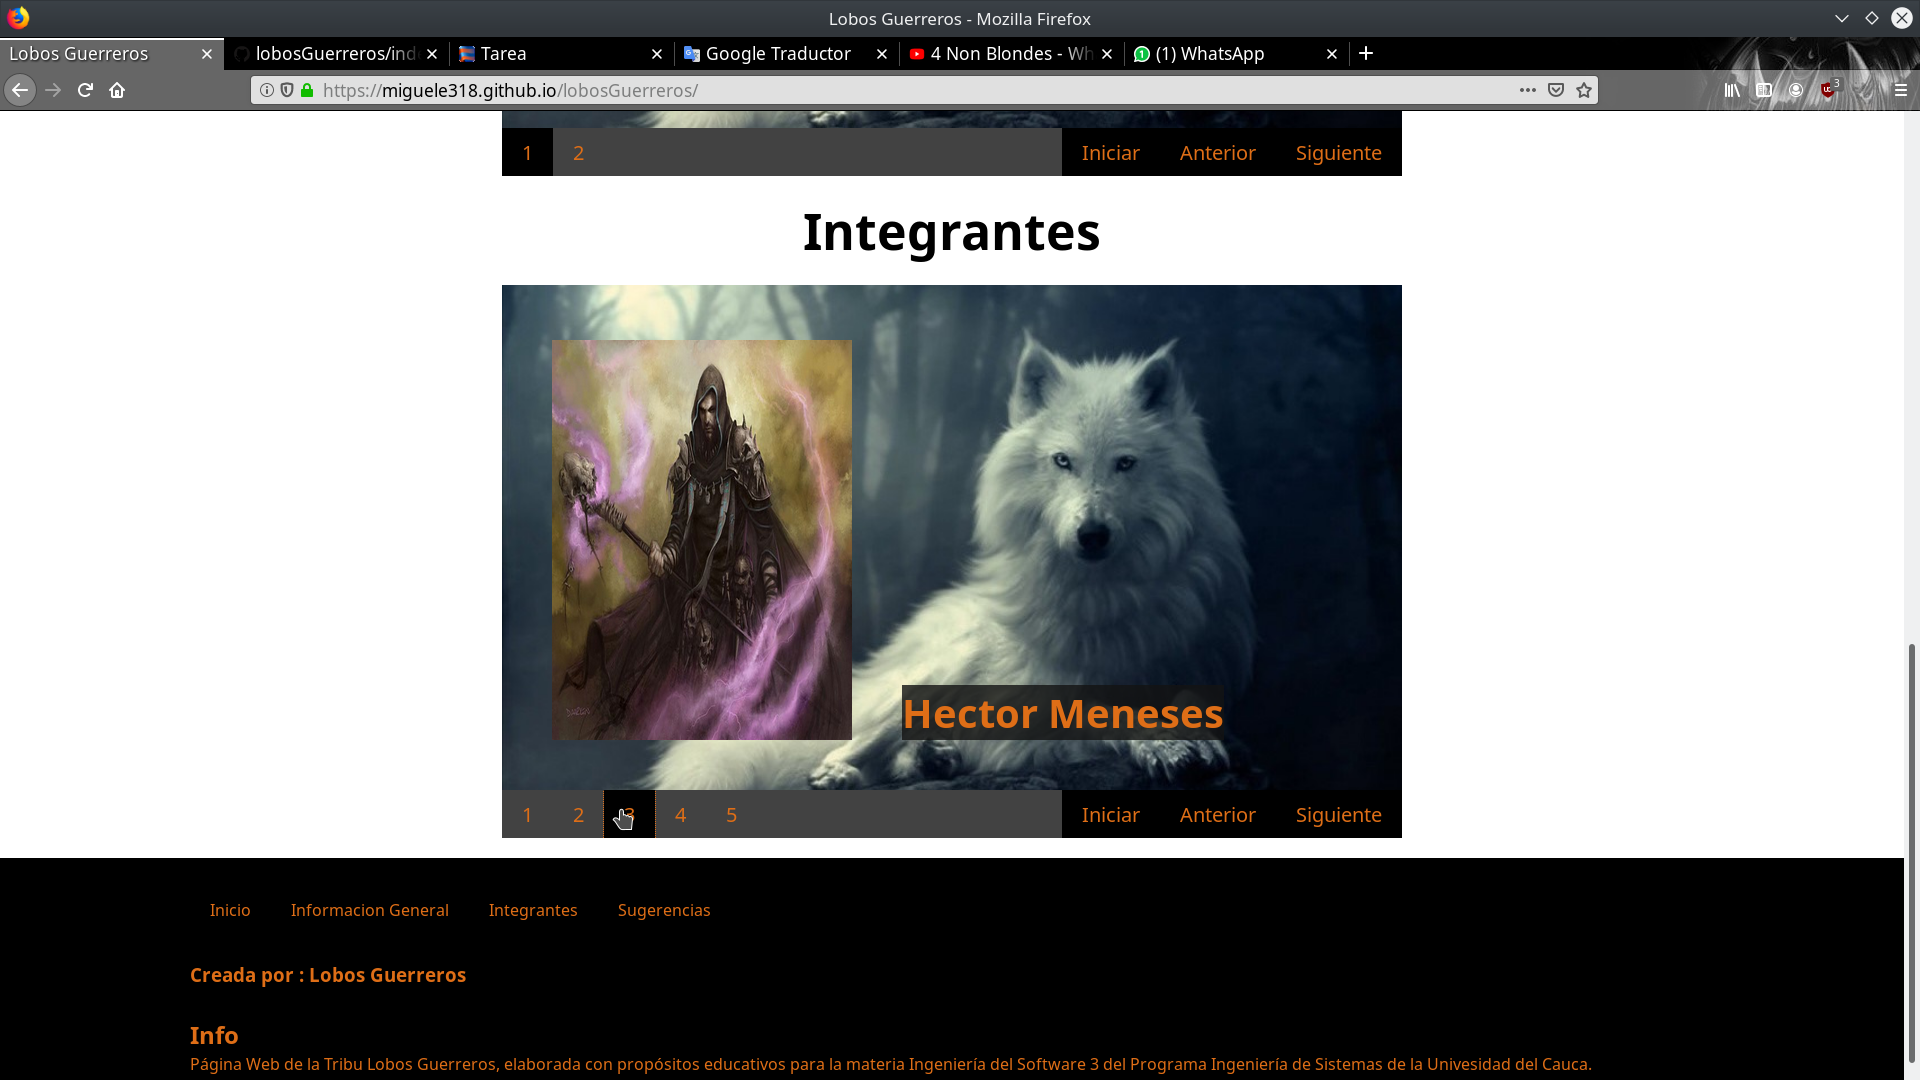 Lobos Guerreros - Mozilla Firefox
Lobos Guerreros
lobosGuerreros/ind
Tarea
Google Traductor
4 Non Blondes - Wh
(1) WhatsApp
https://miguele318.github.io/lobosGuerreros/
3
1 2 Iniciar Anterior Siguiente
Integrantes
Hector Meneses
1 2 3 4 5 Iniciar Anterior Siguiente
Inicio Informacion General Integrantes Sugerencias
Creada por : Lobos Guerreros
Info
Página Web de la Tribu Lobos Guerreros, elaborada con propósitos educativos para la materia Ingeniería del Software 3 del Programa Ingeniería de Sistemas de la Univesidad del Cauca.